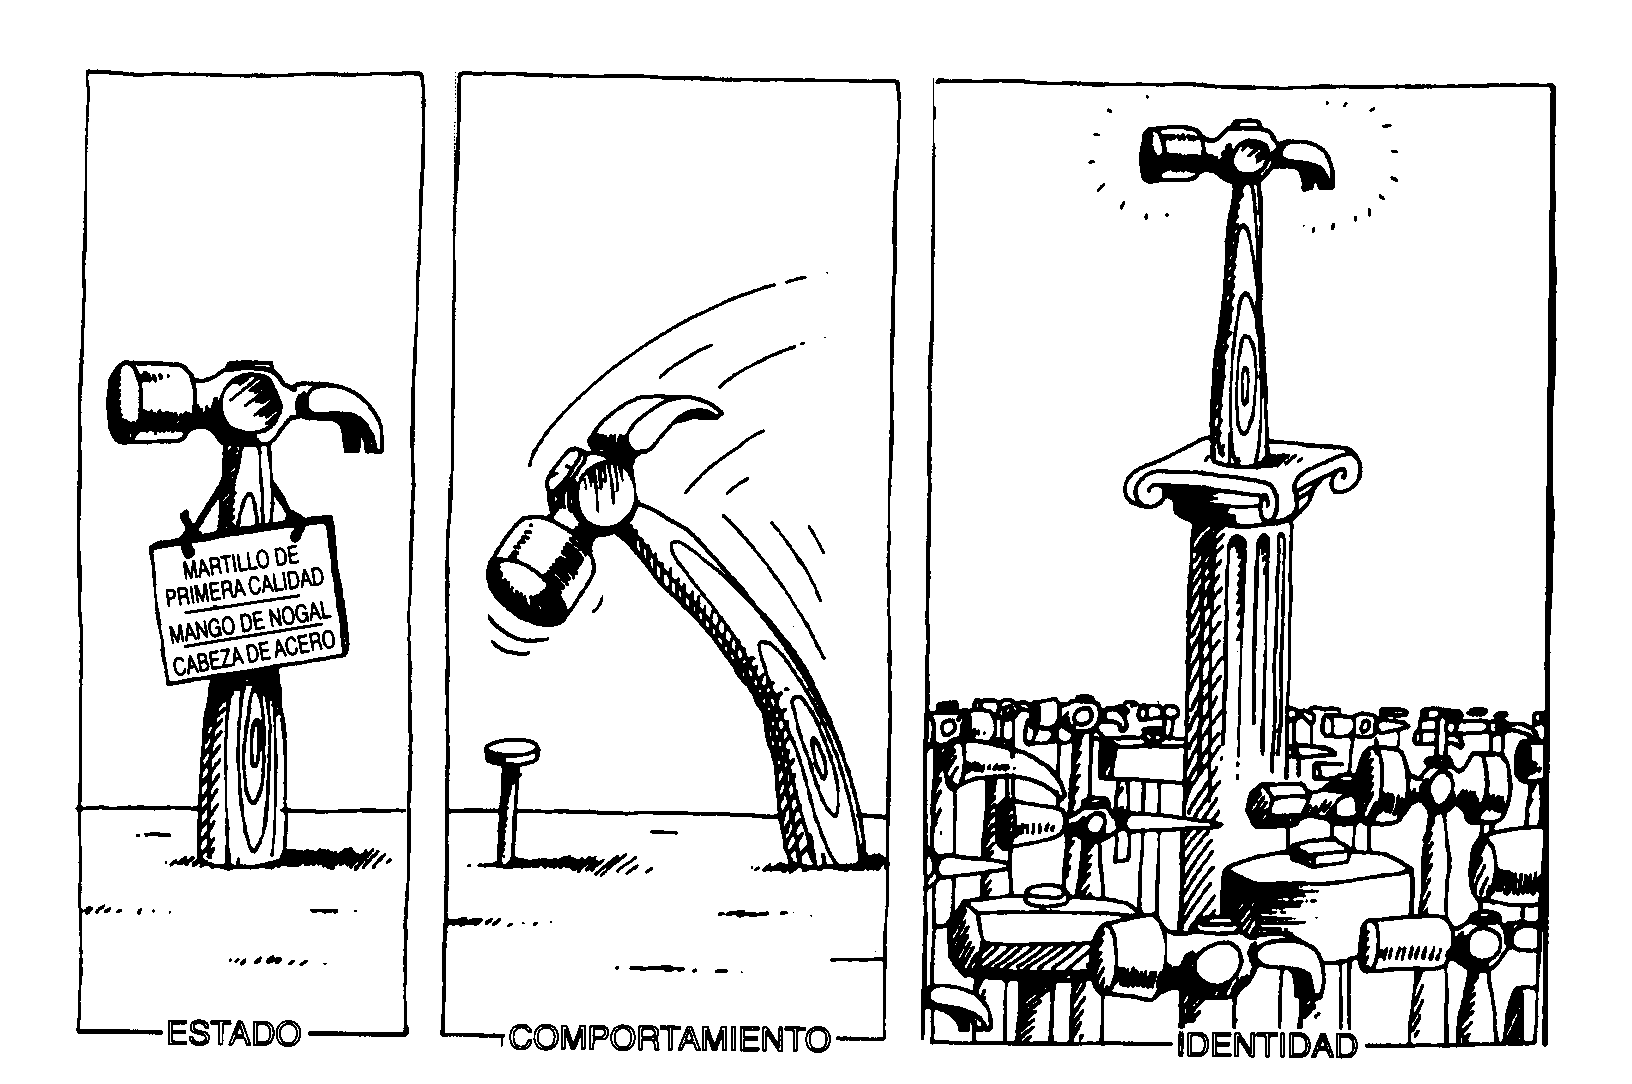 MARTILLO DE
PRIMERA CALIDAD
MANGO DE NOGAL
CABEZA DE ACERO
ESTADO
COMPORTAMIENTO
IDENTIDAD